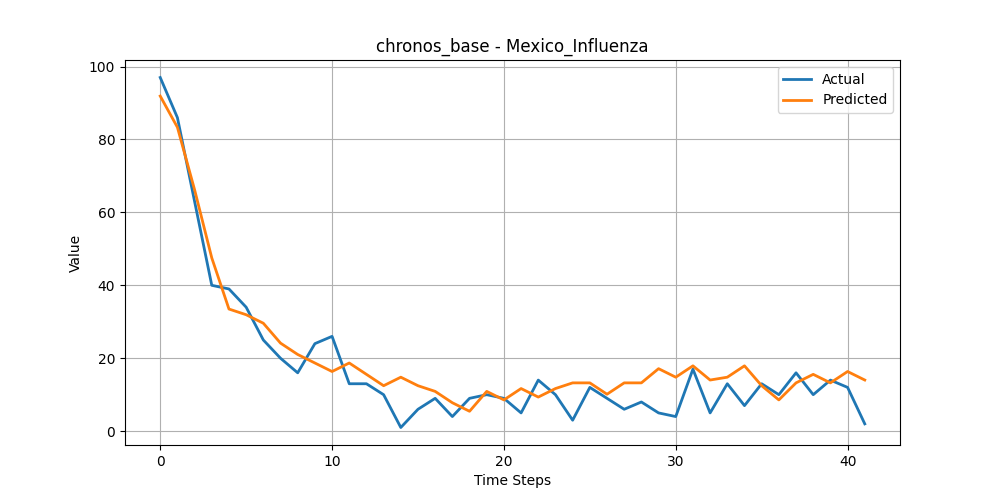 chronos_base - Mexico_Influenza
Actual
Predicted
Value
100
80
60
40
20
0
0 10 20 30 40
Time Steps